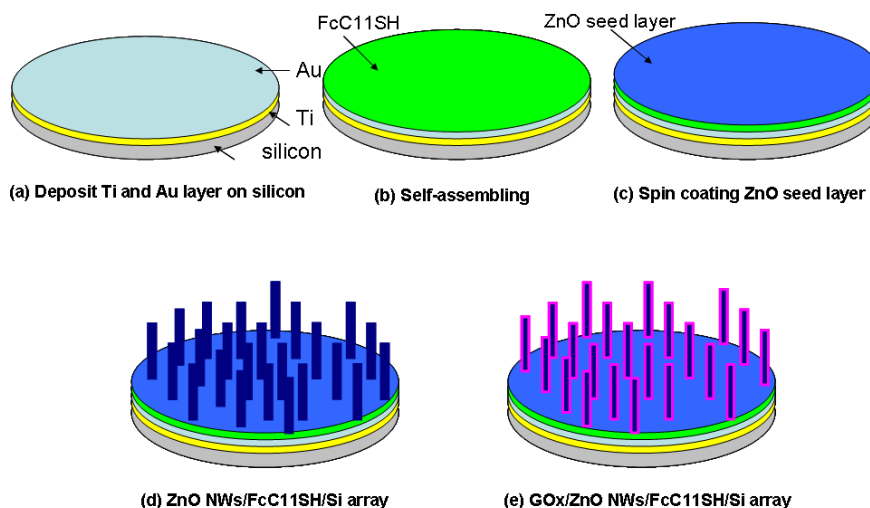 FcC11SH
ZnO seed layer
Au
Ti
silicon
(a) Deposit Ti and Au layer on silicon
(b) Self-assembling
(c) Spin coating ZnO seed layer
(d) ZnO NWs/FcC11SH/Si array
(e) GOx/ZnO NWs/FcC11SH/Si array